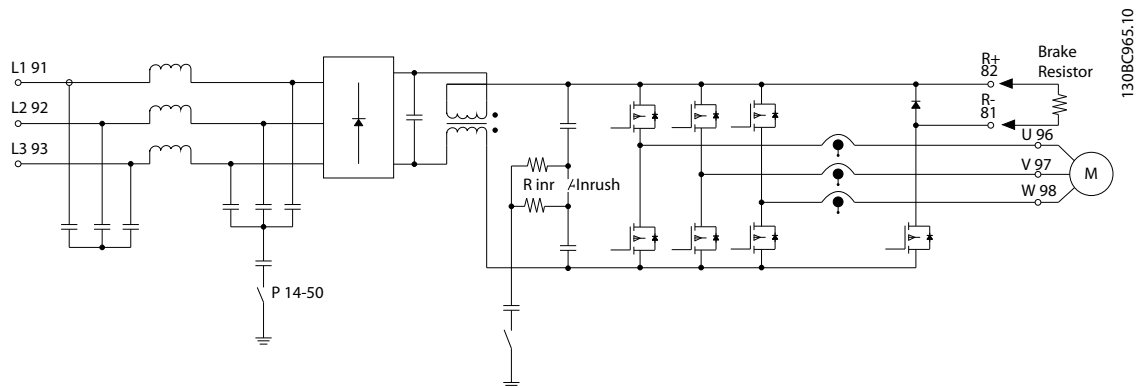 L1 91
L2 92
L3 93
P 14-50
R inr
Inrush
R+
82
R-
81
Brake
Resistor
U 96
V 97
W 98
M
130BC965.10